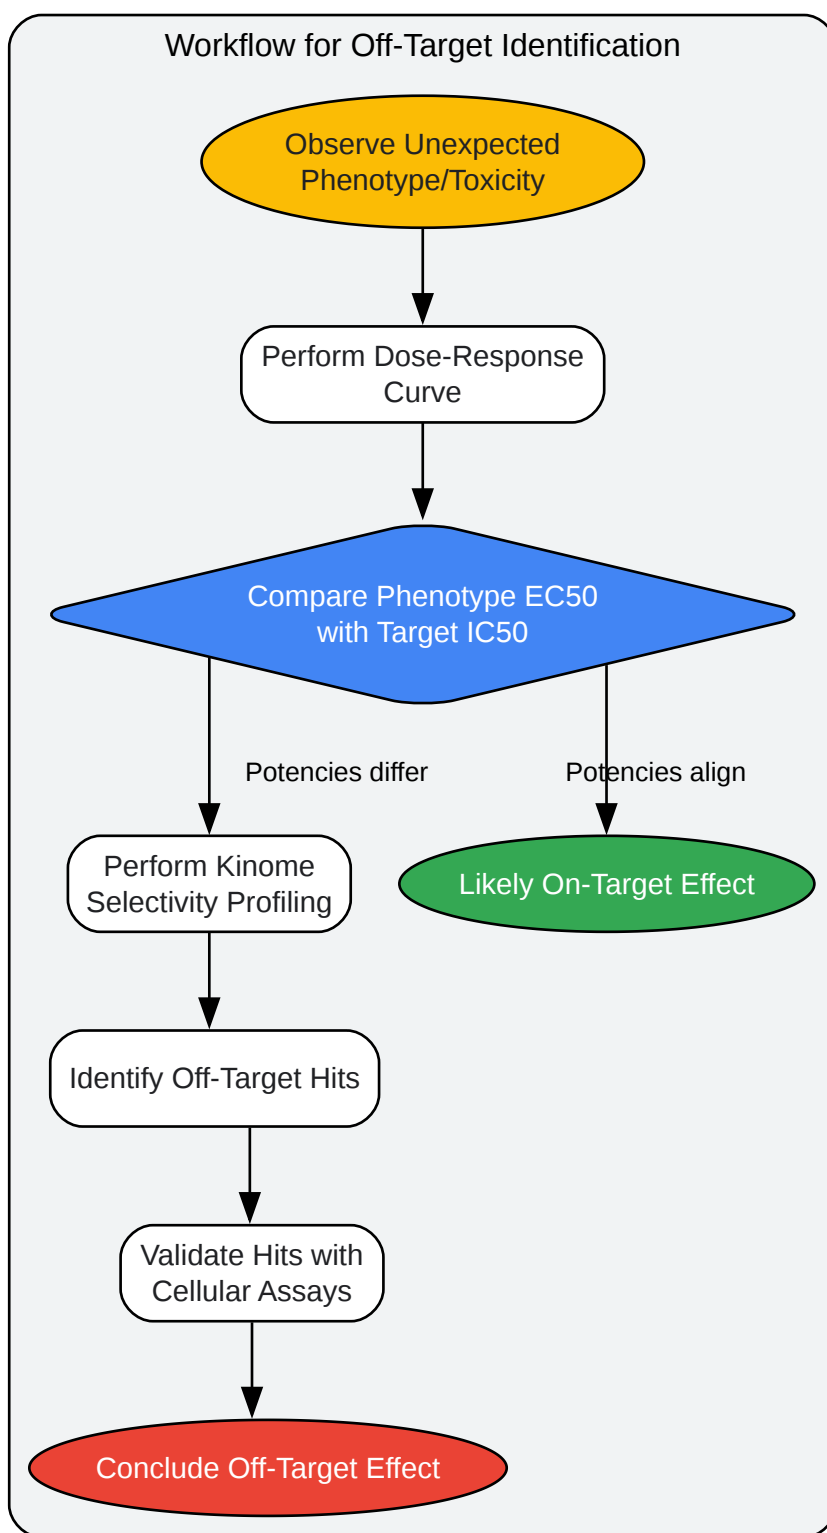 Workflow for Off-Target Identification
Observe Unexpected
Phenotype/Toxicity
Perform Dose-Response
Curve
Compare Phenotype EC50
with Target IC50
Potencies differ
Potencies align
Perform Kinome
Selectivity Profiling
Likely On-Target Effect
Identify Off-Target Hits
Validate Hits with
Cellular Assays
Conclude Off-Target Effect